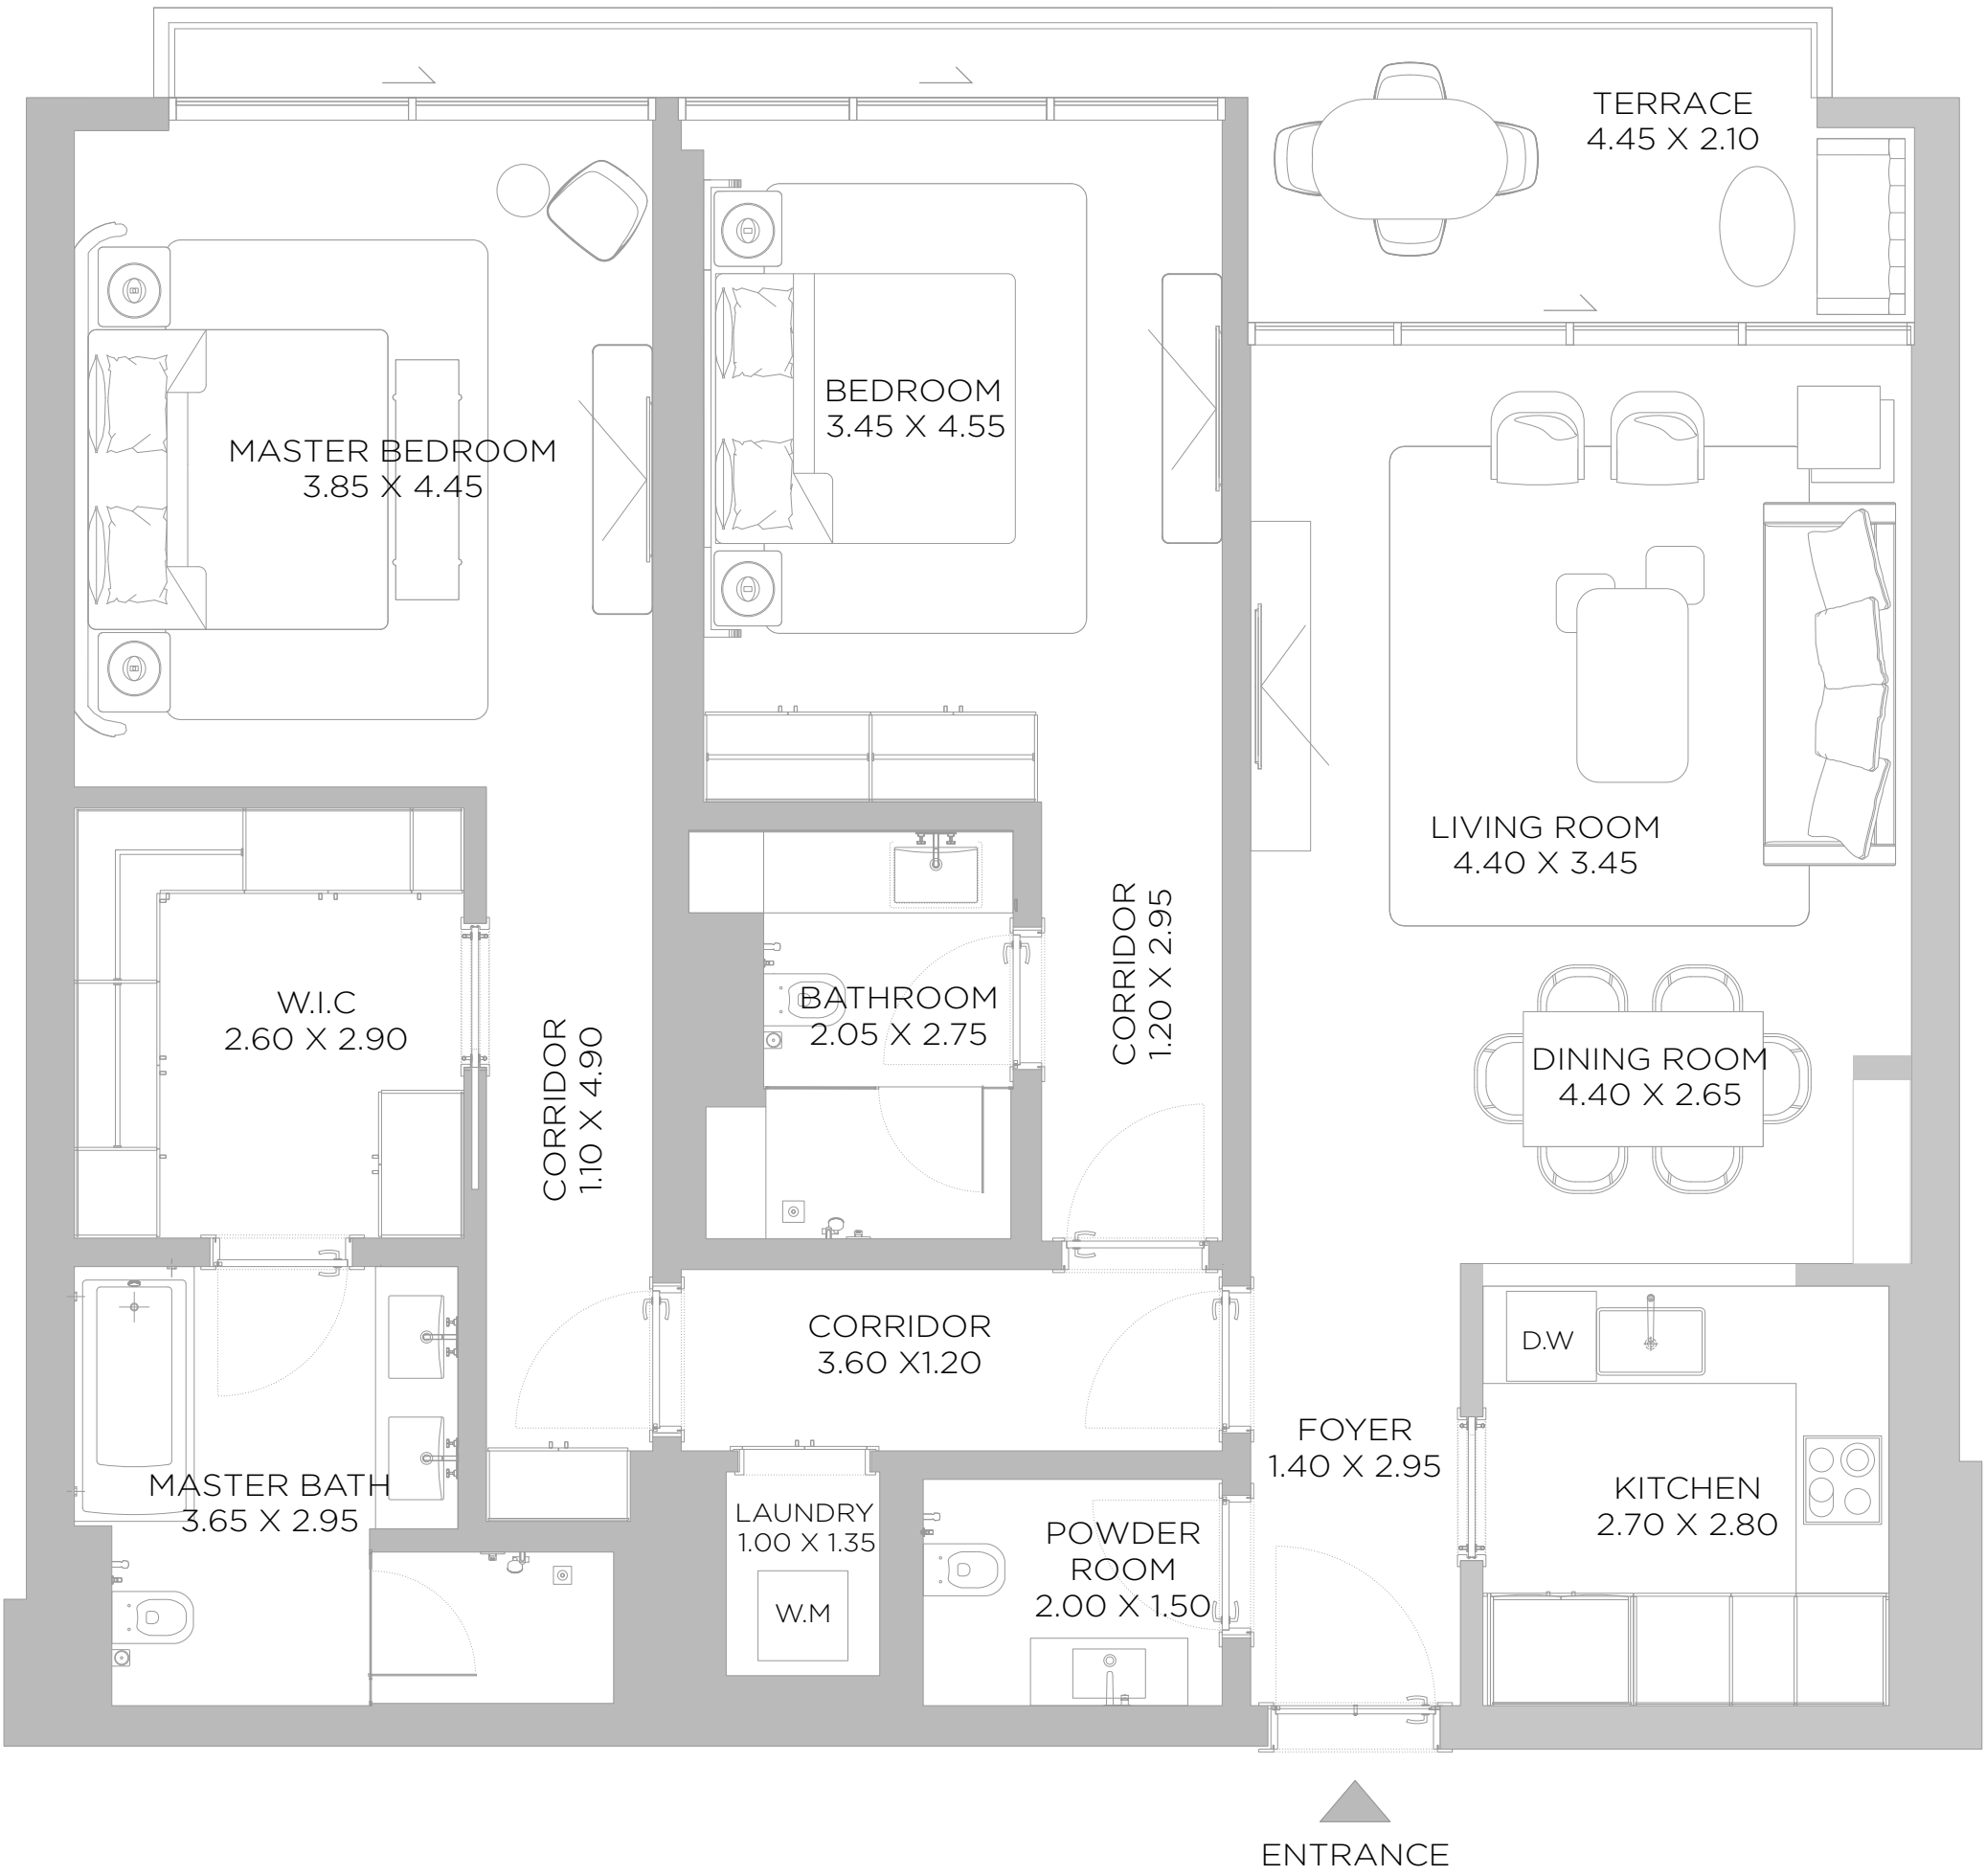 TERRACE
4.45 X 2.10
BEDROOM
3.45 X 4.55
MASTER BEDROOM
3.85 X 4.45
LIVING ROOM
4.40 X 3.45
CORRIDOR
1.20 X 2.95
W.I.C
2.60 X 2.90
BATHROOM
2.05 X 2.75
CORRIDOR
1.10 X 4.90
DINING ROOM
4.40 X 2.65
CORRIDOR
3.60 X1.20
D.W
FOYER
1.40 X 2.95
MASTER BATH
3.65 X 2.95
KITCHEN
2.70 X 2.80
LAUNDRY
1.00 X 1.35
POWDER
ROOM
2.00 X 1.50
W.M
ENTRANCE